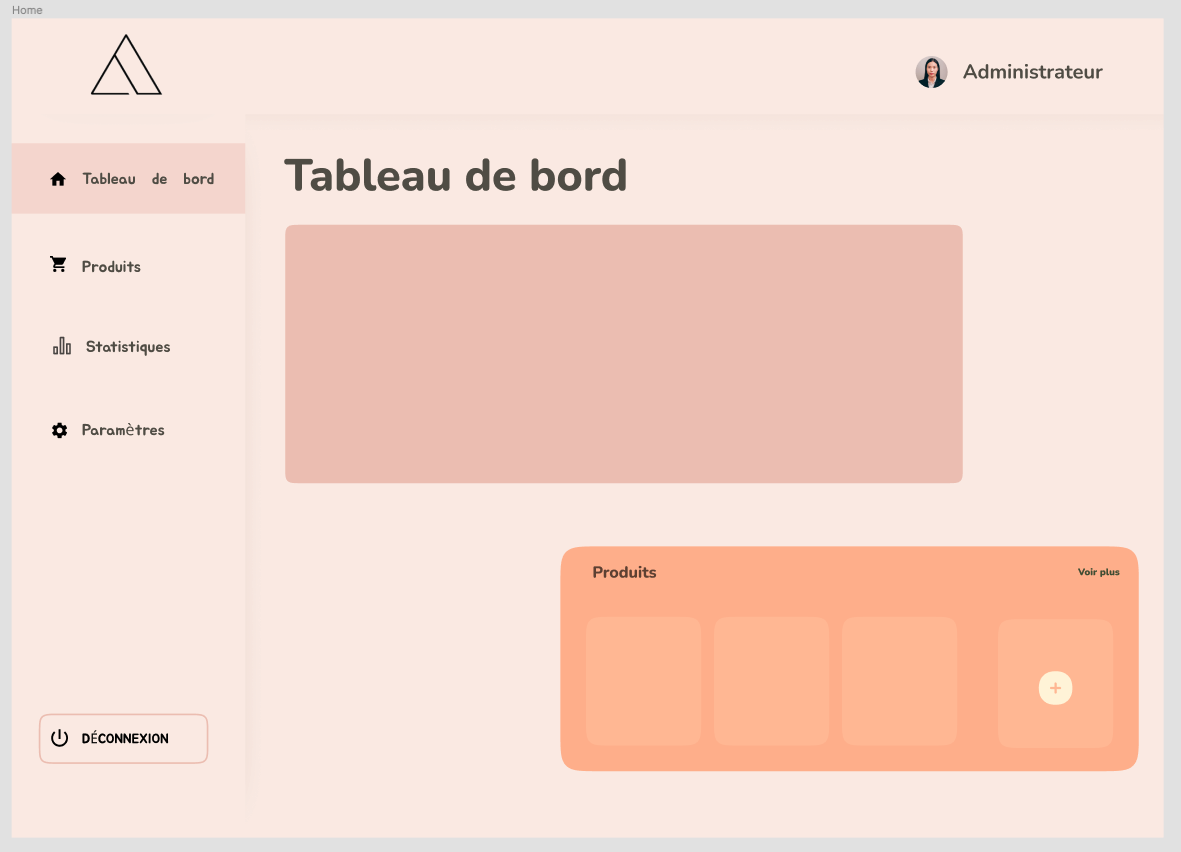 Home
Administrateur
Tableau de bord
Tableau de bord
Produits
Statistiques
Paramètres
Produits
Voir plus
+
DÉCONNEXION